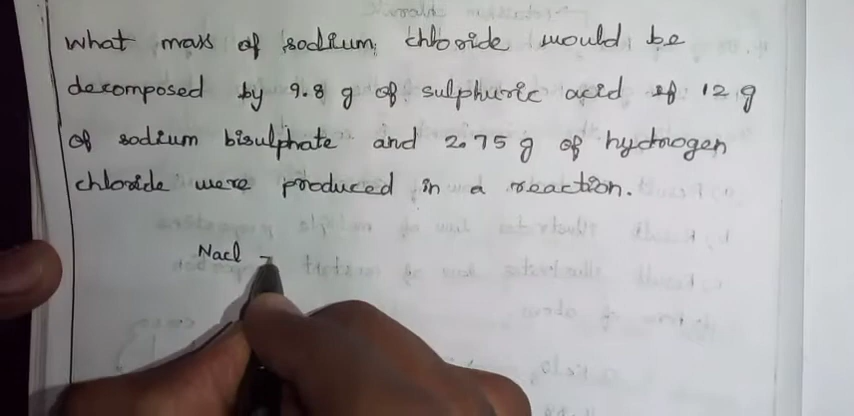 What mass of sodium chloride would be
decomposed by 9.8 g of sulphuric acid if 12 g
of sodium bisulphate and 2.75 g of hydrogen
chloride were produced in a reaction.
Nacl